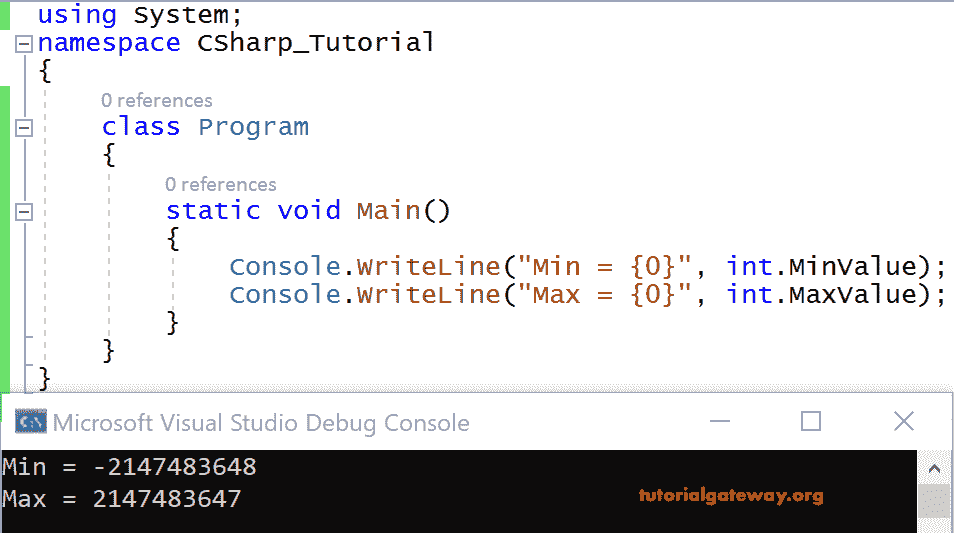 using System;
namespace CSharp_Tutorial
{
0 references
class Program
{
0 references
static void Main()
{
Console.WriteLine("Min = {0}", int.MinValue);
Console.WriteLine("Max = {0}", int.MaxValue);
}
}
}
Microsoft Visual Studio Debug Console
Min = -2147483648
Max = 2147483647
tutorialgateway.org